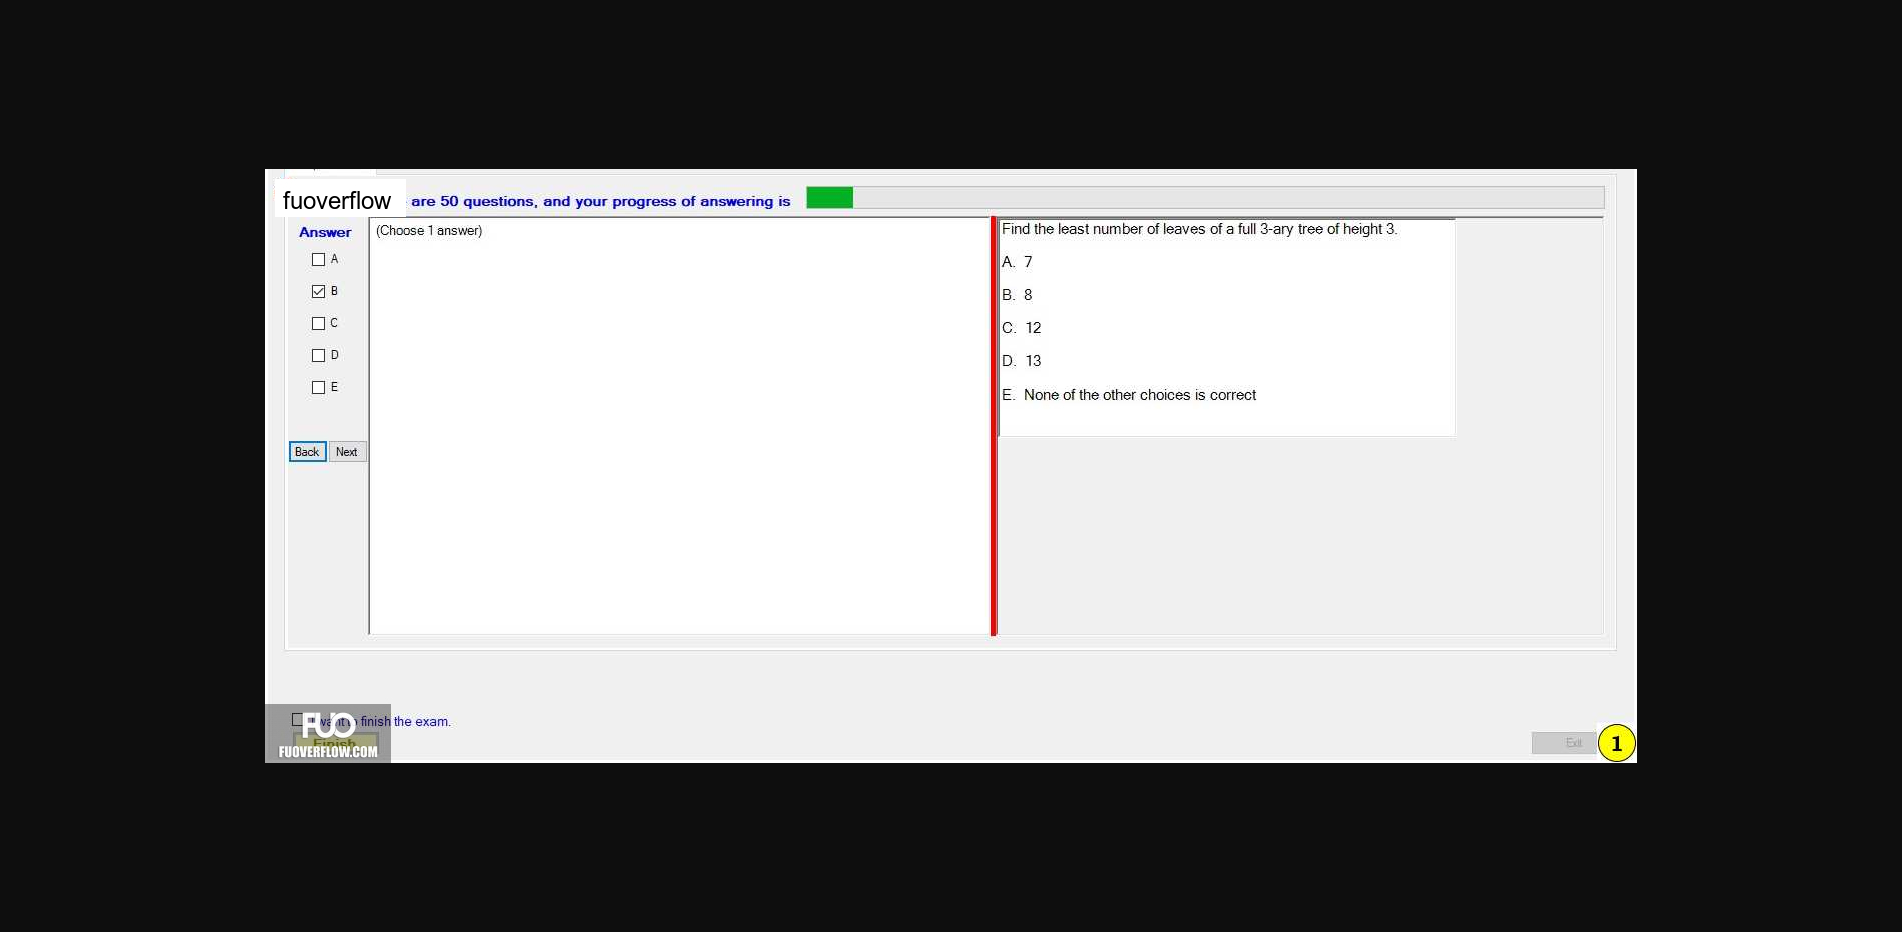 fuoverflow are 50 questions, and your progress of answering is
Answer
A
B
C
D
E
Back Next
(Choose 1 answer)
Find the least number of leaves of a full 3-ary tree of height 3.
A. 7
B. 8
C. 12
D. 13
E. None of the other choices is correct
I want to finish the exam.
Finish
FUO
FUOVERFLOW.COM
Exit
1